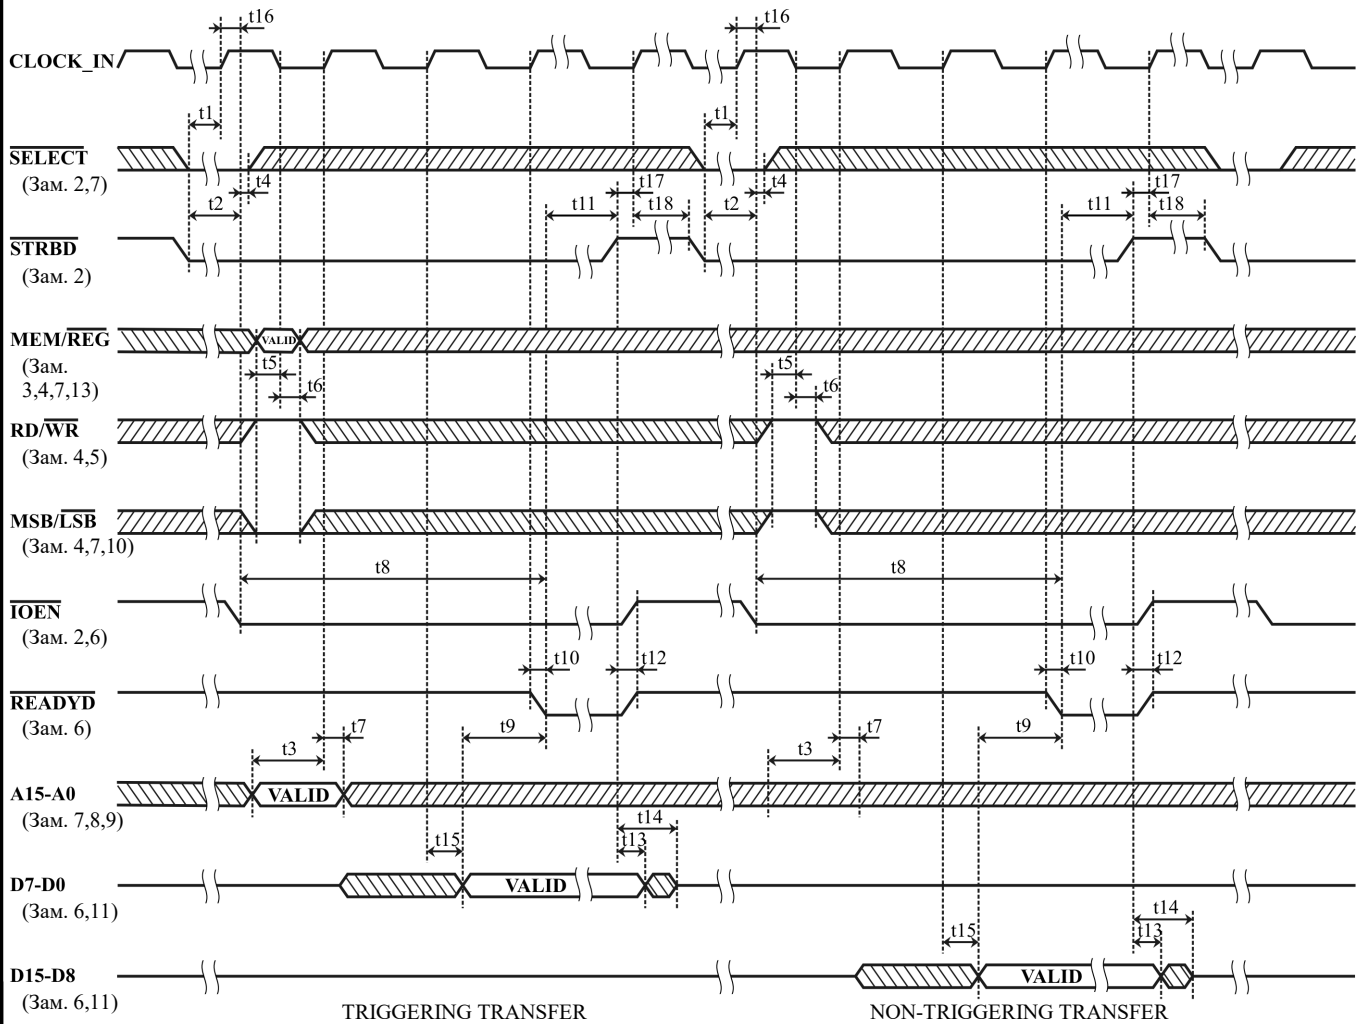 t16 t16
CLOCK_IN
t1 t1
SELECT
(Зам. 2,7)
t4 t17 t4 t17
t2 t11 t18 t2 t11 t18
STRBD
(Зам. 2)
MEM/REG VALID
(Зам.
3,4,7,13)
t5 t5
t6 t6
RD/WR
(Зам. 4,5)
MSB/LSB
(Зам. 4,7,10)
t8 t8
IOEN
(Зам. 2,6)
t10 t12 t10 t12
READYD
(Зам. 6)
t7 t9 t7 t9
t3 t3
A15-A0 VALID
(Зам. 7,8,9)
t14
t15 t13
D7-D0 VALID
(Зам. 6,11)
t14
t15 t13
D15-D8 VALID
(Зам. 6,11)
TRIGGERING TRANSFER NON-TRIGGERING TRANSFER